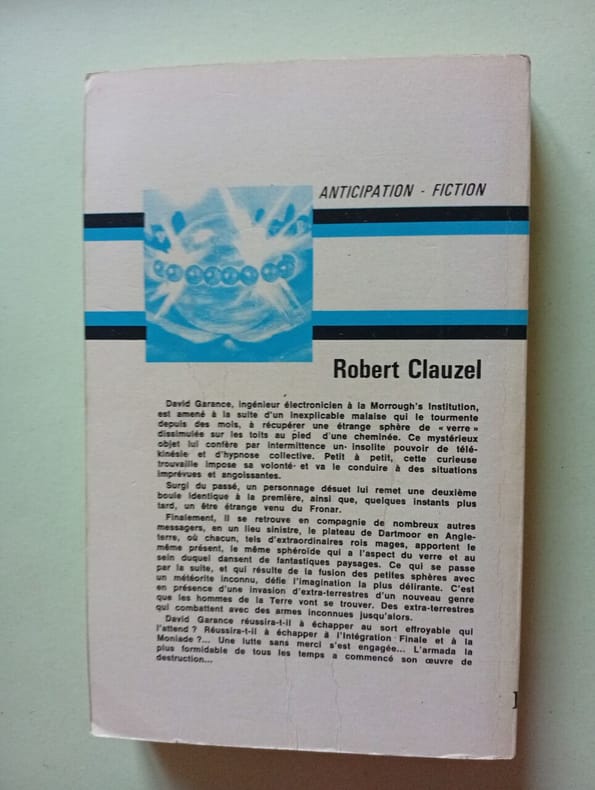 ANTICIPATION - FICTION
Robert Clauzel
David Garance, ingénieur électronicien à la Morrough's Institution,
est amené à la suite d'un inexplicable malaise qui le tourmente
depuis des mois, à récupérer une étrange sphère de « verre »
dissimulée sur les toits au pied d'une cheminée. Ce mystérieux
objet lui confère par intermittence un insolite pouvoir de télé-
kinésie et d'hypnose collective. Petit à petit, cette curieuse
trouvaille impose sa volonté et va le conduire à des situations
imprévues et angoissantes.
Surgi du passé, un personnage désuet lui remet une deuxième
boule identique à la première, ainsi que, quelques instants plus
tard, un être étrange venu du Fronar.
Finalement, il se retrouve en compagnie de nombreux autres
messagers, en un lieu sinistre, le plateau de Dartmoor en Angle-
terre, où chacun, tels d'extraordinaires rois mages, apportent le
même présent, le même sphéroïde qui a l'aspect du verre et au
sein duquel dansent de fantastiques paysages. Ce qui se passe
par la suite, et qui résulte de la fusion des petites sphères avec
un météorite inconnu, défie l'imagination la plus délirante. C'est
en présence d'une invasion d'extra-terrestres d'un nouveau genre
que les hommes de la Terre vont se trouver. Des extra-terrestres
qui combattent avec des armes inconnues jusqu'alors.
David Garance réussira-t-il à échapper au sort effroyable qui
l'attend ? Réussira-t-il à échapper à l'Intégration Finale et à la
Moniade ?... Une lutte sans merci s'est engagée... L'armada la
plus formidable de tous les temps a commencé son œuvre de
destruction...